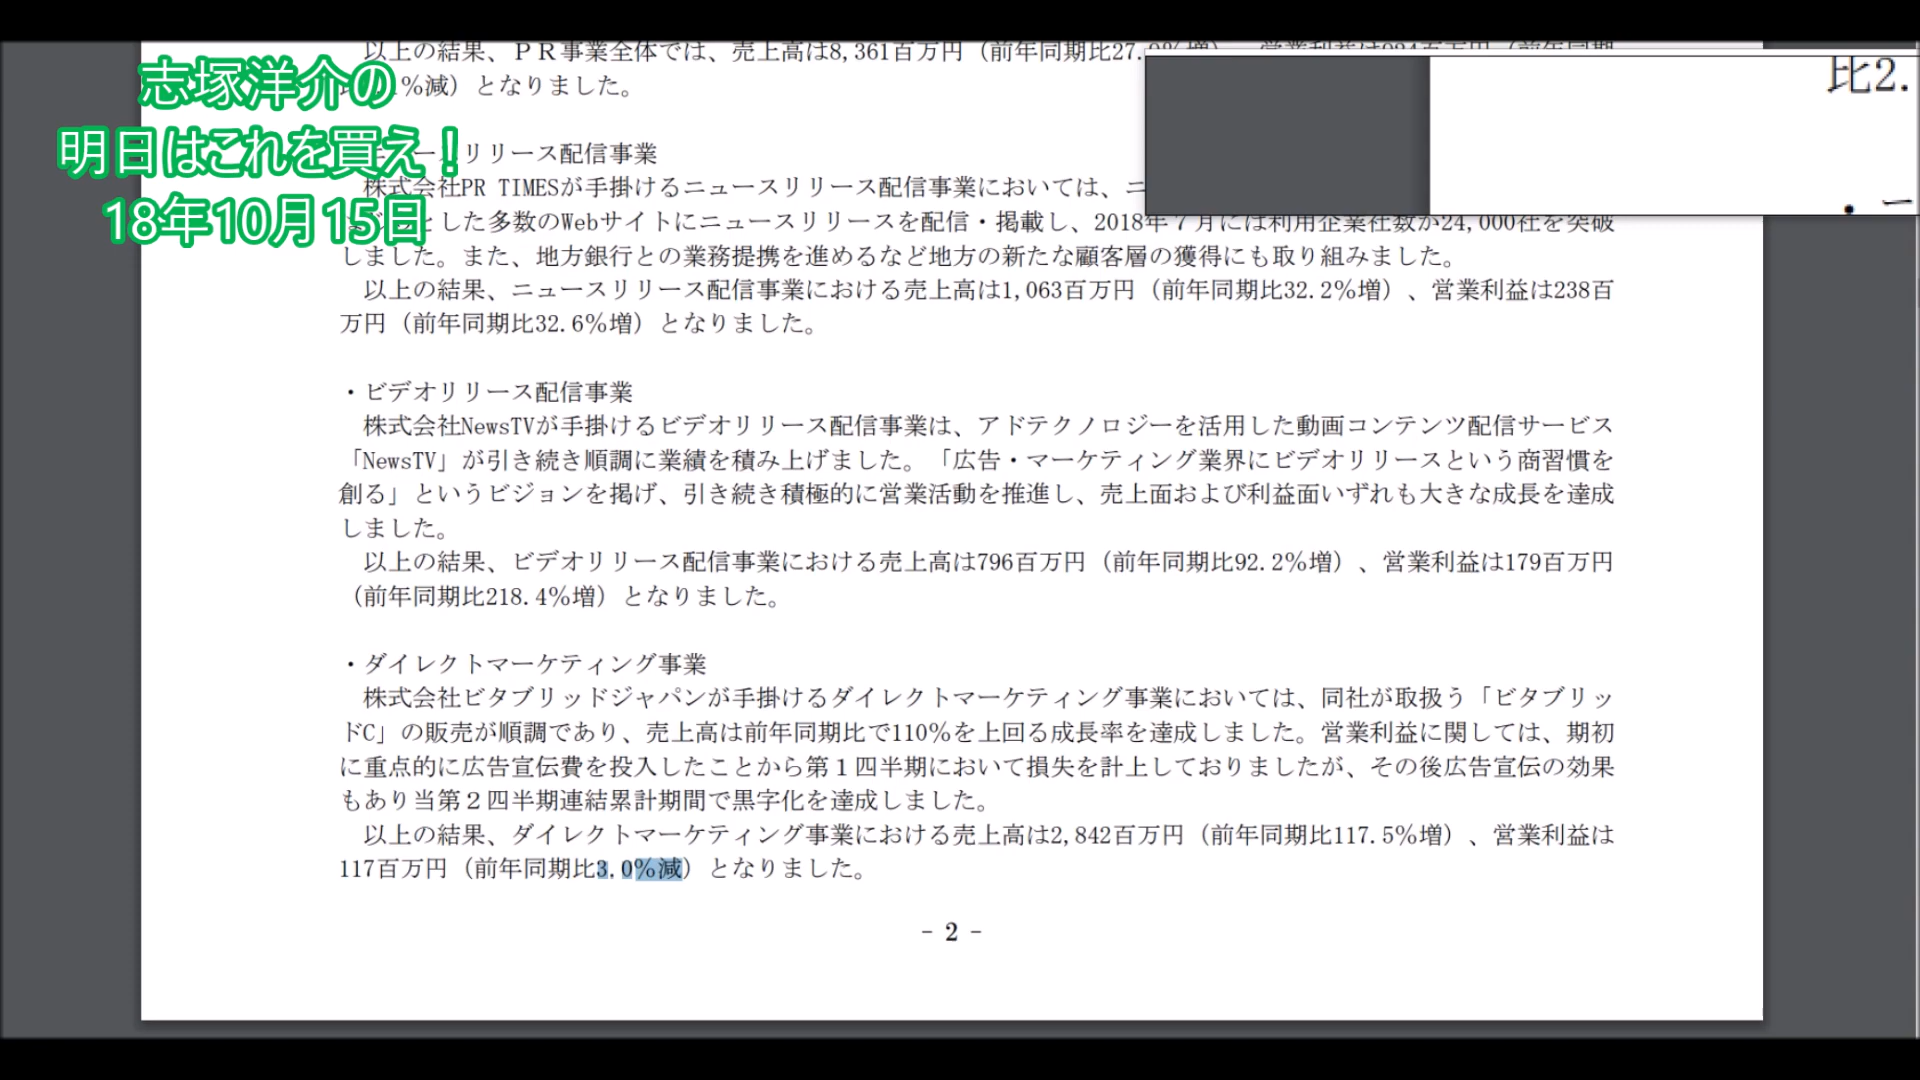 志塚洋介の
明日はこれを買え！
18年10月15日
以上の結果、ＰＲ事業全体では、売上高は8,361百万円（前年同期比27.
%減）となりました。
リリース配信事業
株式会社PR TIMESが手掛けるニュースリリース配信事業においては、ニ
とした多数のWebサイトにニュースリリースを配信・掲載し、2018年７月には利用企業社数が24,000社を突破
しました。また、地方銀行との業務提携を進めるなど地方の新たな顧客層の獲得にも取り組みました。
以上の結果、ニュースリリース配信事業における売上高は1,063百万円（前年同期比32.2％増）、営業利益は238百
万円（前年同期比32.6％増）となりました。
・ビデオリリース配信事業
株式会社NewsTVが手掛けるビデオリリース配信事業は、アドテクノロジーを活用した動画コンテンツ配信サービス
「NewsTV」が引き続き順調に業績を積み上げました。「広告・マーケティング業界にビデオリリースという商習慣を
創る」というビジョンを掲げ、引き続き積極的に営業活動を推進し、売上面および利益面いずれも大きな成長を達成
しました。
以上の結果、ビデオリリース配信事業における売上高は796百万円（前年同期比92.2％増）、営業利益は179百万円
（前年同期比218.4％増）となりました。
・ダイレクトマーケティング事業
株式会社ビタブリッドジャパンが手掛けるダイレクトマーケティング事業においては、同社が取扱う「ビタブリッ
ドC」の販売が順調であり、売上高は前年同期比で110％を上回る成長率を達成しました。営業利益に関しては、期初
に重点的に広告宣伝費を投入したことから第１四半期において損失を計上しておりましたが、その後広告宣伝の効果
もあり当第２四半期連結累計期間で黒字化を達成しました。
以上の結果、ダイレクトマーケティング事業における売上高は2,842百万円（前年同期比117.5％増）、営業利益は
117百万円（前年同期比3.0％減）となりました。
- 2 -
比2.